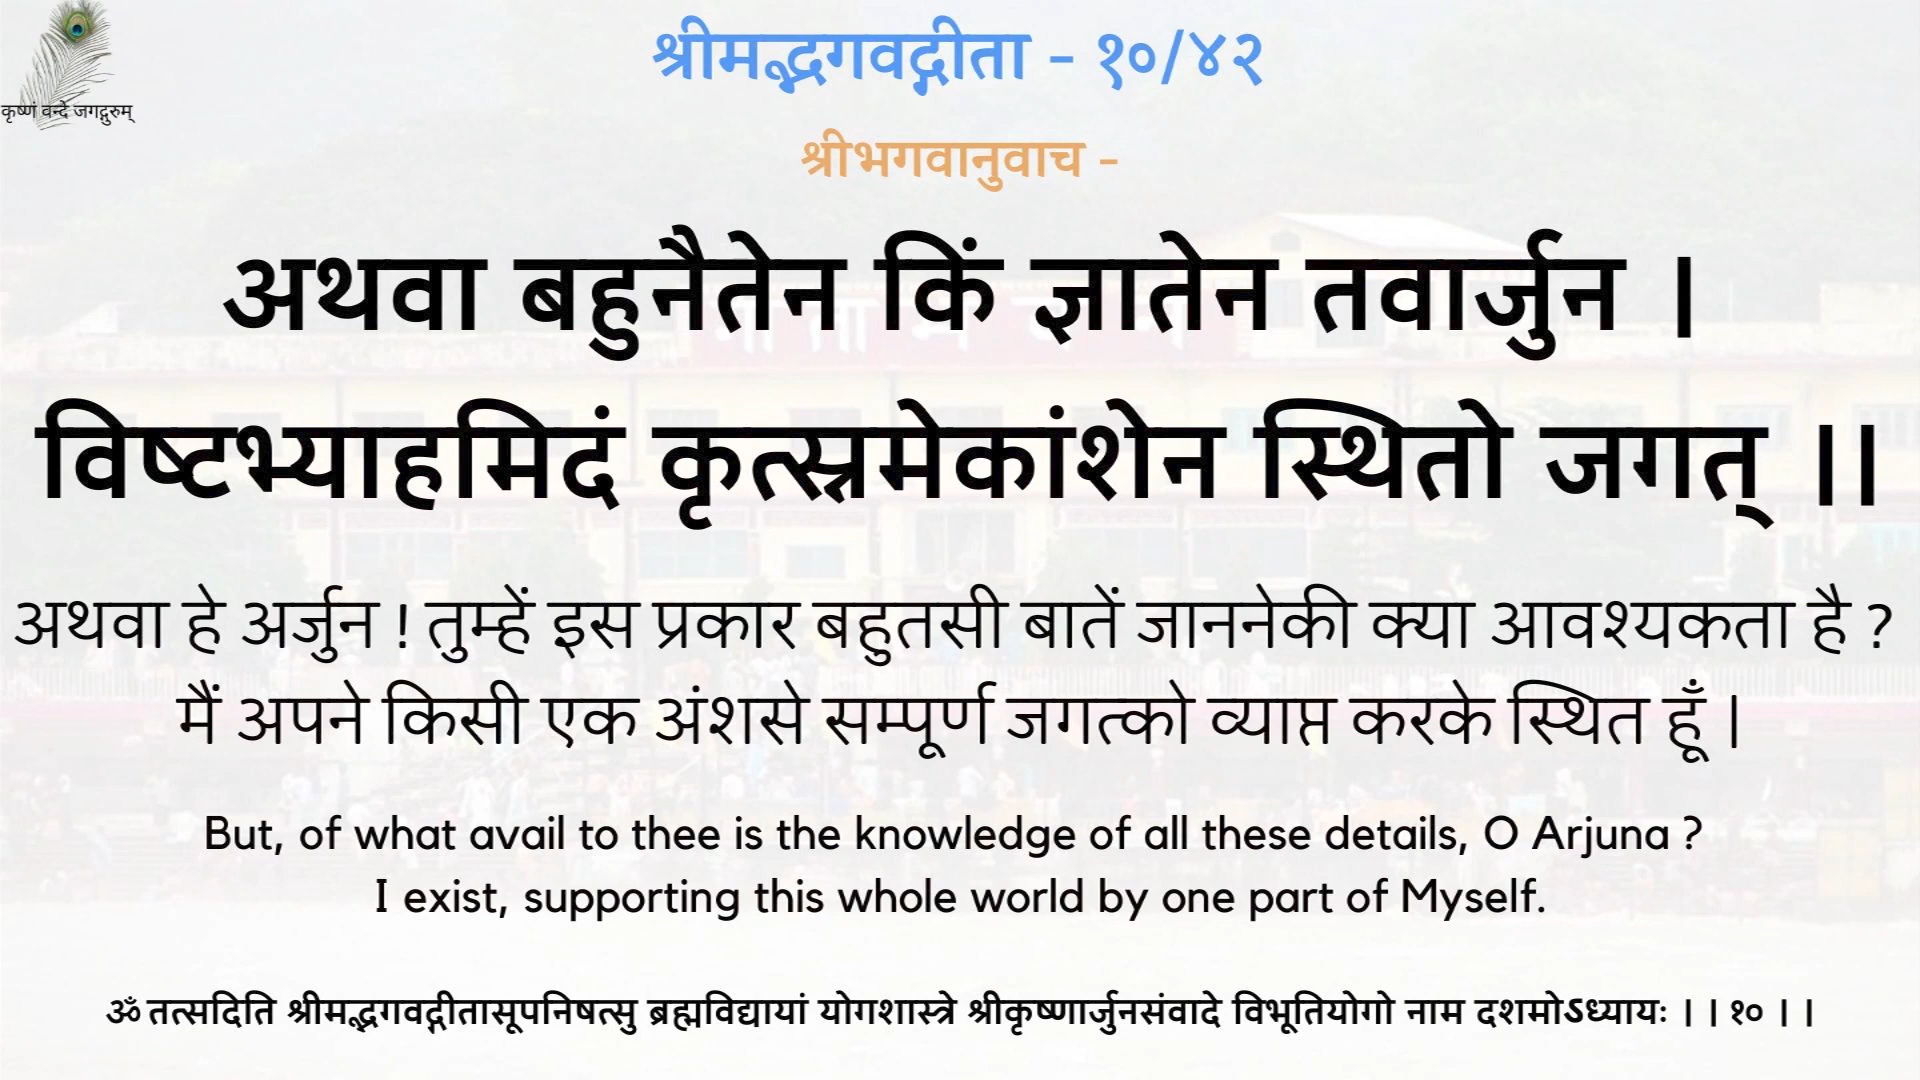 कृष्णं वन्दे जगद्गुरुम्
श्रीमद्भगवद्गीता - १०/४२
श्रीभगवानुवाच -
अथवा बहुनैतेन किं ज्ञातेन तवार्जुन ।
विष्टभ्याहमिदं कृत्स्नमेकांशेन स्थितो जगत् ।।
अथवा हे अर्जुन ! तुम्हें इस प्रकार बहुतसी बातें जाननेकी क्या आवश्यकता है ?
मैं अपने किसी एक अंशसे सम्पूर्ण जगत्को व्याप्त करके स्थित हूँ |
But, of what avail to thee is the knowledge of all these details, O Arjuna ?
I exist, supporting this whole world by one part of Myself.
ॐ तत्सदिति श्रीमद्भगवद्गीतासूपनिषत्सु ब्रह्मविद्यायां योगशास्त्रे श्रीकृष्णार्जुनसंवादे विभूतियोगो नाम दशमोऽध्यायः । । १० । ।